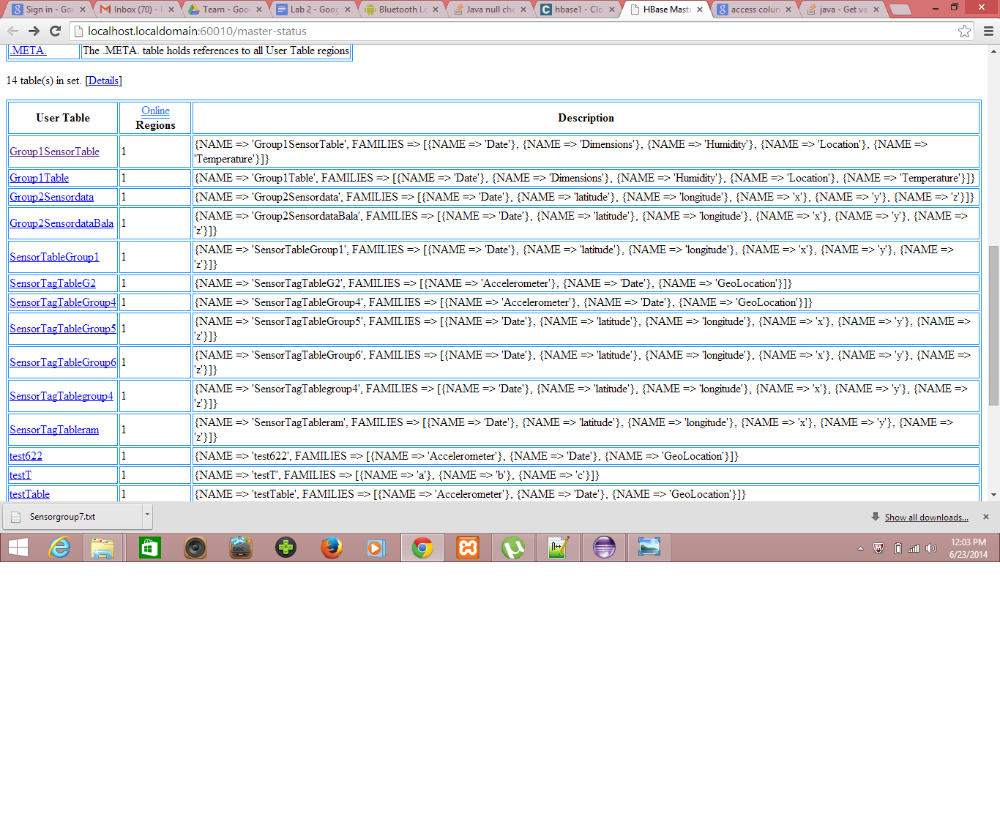 Sign in - Go
Inbox (70) -
Team - Goo
Lab 2 - Goog
Bluetooth Lo
Java null che
hbase1 - Clo
HBase Mast
access colun
java - Get va
localhost.localdomain:60010/master-status
.META. The .META. table holds references to all User Table regions
14 table(s) in set. [Details]
User Table Online Regions Description
Group1SensorTable 1 {NAME => 'Group1SensorTable', FAMILIES => [{NAME => 'Date'}, {NAME => 'Dimensions'}, {NAME => 'Humidity'}, {NAME => 'Location'}, {NAME =>
'Temperature'}]}
Group1Table 1 {NAME => 'Group1Table', FAMILIES => [{NAME => 'Date'}, {NAME => 'Dimensions'}, {NAME => 'Humidity'}, {NAME => 'Location'}, {NAME => 'Temperature'}]}
Group2Sensordata 1 {NAME => 'Group2Sensordata', FAMILIES => [{NAME => 'Date'}, {NAME => 'latitude'}, {NAME => 'longitude'}, {NAME => 'x'}, {NAME => 'y'}, {NAME => 'z'}]}
Group2SensordataBala 1 {NAME => 'Group2SensordataBala', FAMILIES => [{NAME => 'Date'}, {NAME => 'latitude'}, {NAME => 'longitude'}, {NAME => 'x'}, {NAME => 'y'}, {NAME =>
'z'}]}
SensorTableGroup1 1 {NAME => 'SensorTableGroup1', FAMILIES => [{NAME => 'Date'}, {NAME => 'latitude'}, {NAME => 'longitude'}, {NAME => 'x'}, {NAME => 'y'}, {NAME =>
'z'}]}
SensorTagTableG2 1 {NAME => 'SensorTagTableG2', FAMILIES => [{NAME => 'Accelerometer'}, {NAME => 'Date'}, {NAME => 'GeoLocation'}]}
SensorTagTableGroup4 1 {NAME => 'SensorTagTableGroup4', FAMILIES => [{NAME => 'Accelerometer'}, {NAME => 'Date'}, {NAME => 'GeoLocation'}]}
SensorTagTableGroup5 1 {NAME => 'SensorTagTableGroup5', FAMILIES => [{NAME => 'Date'}, {NAME => 'latitude'}, {NAME => 'longitude'}, {NAME => 'x'}, {NAME => 'y'}, {NAME =>
'z'}]}
SensorTagTableGroup6 1 {NAME => 'SensorTagTableGroup6', FAMILIES => [{NAME => 'Date'}, {NAME => 'latitude'}, {NAME => 'longitude'}, {NAME => 'x'}, {NAME => 'y'}, {NAME =>
'z'}]}
SensorTagTablegroup4 1 {NAME => 'SensorTagTablegroup4', FAMILIES => [{NAME => 'Date'}, {NAME => 'latitude'}, {NAME => 'longitude'}, {NAME => 'x'}, {NAME => 'y'}, {NAME =>
'z'}]}
SensorTagTableram 1 {NAME => 'SensorTagTableram', FAMILIES => [{NAME => 'Date'}, {NAME => 'latitude'}, {NAME => 'longitude'}, {NAME => 'x'}, {NAME => 'y'}, {NAME =>
'z'}]}
test622 1 {NAME => 'test622', FAMILIES => [{NAME => 'Accelerometer'}, {NAME => 'Date'}, {NAME => 'GeoLocation'}]}
testT 1 {NAME => 'testT', FAMILIES => [{NAME => 'a'}, {NAME => 'b'}, {NAME => 'c'}]}
testTable 1 {NAME => 'testTable', FAMILIES => [{NAME => 'Accelerometer'}, {NAME => 'Date'}, {NAME => 'GeoLocation'}]}
Sensorgroup7.txt
Show all downloads...
DOC
12:03 PM
6/23/2014